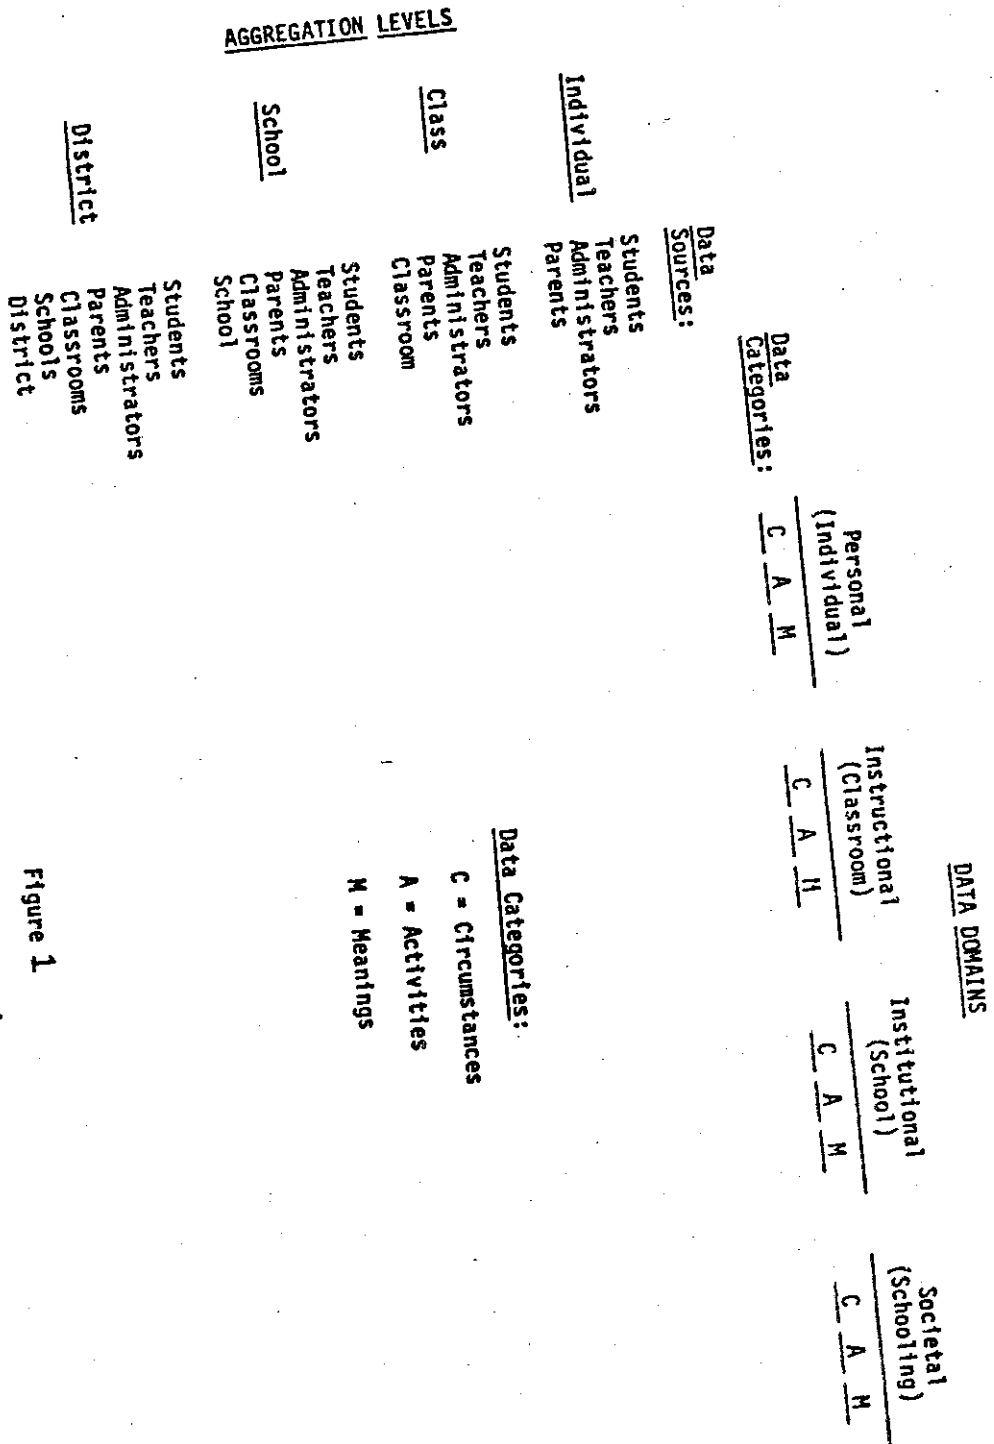 DATA DOMAINS
Personal
(Individual)
Instructional
(Classroom)
Institutional
(School)
Societal
(Schooling)
Data
Categories:
C A M
C A M
C A M
C A M
Data
Sources:
AGGREGATION LEVELS
Individual
Students
Teachers
Administrators
Parents
Class
Students
Teachers
Administrators
Parents
Classroom
School
Students
Teachers
Administrators
Parents
Classrooms
School
District
Students
Teachers
Administrators
Parents
Classrooms
Schools
District
Data Categories:
C = Circumstances
A = Activities
M = Meanings
Figure 1